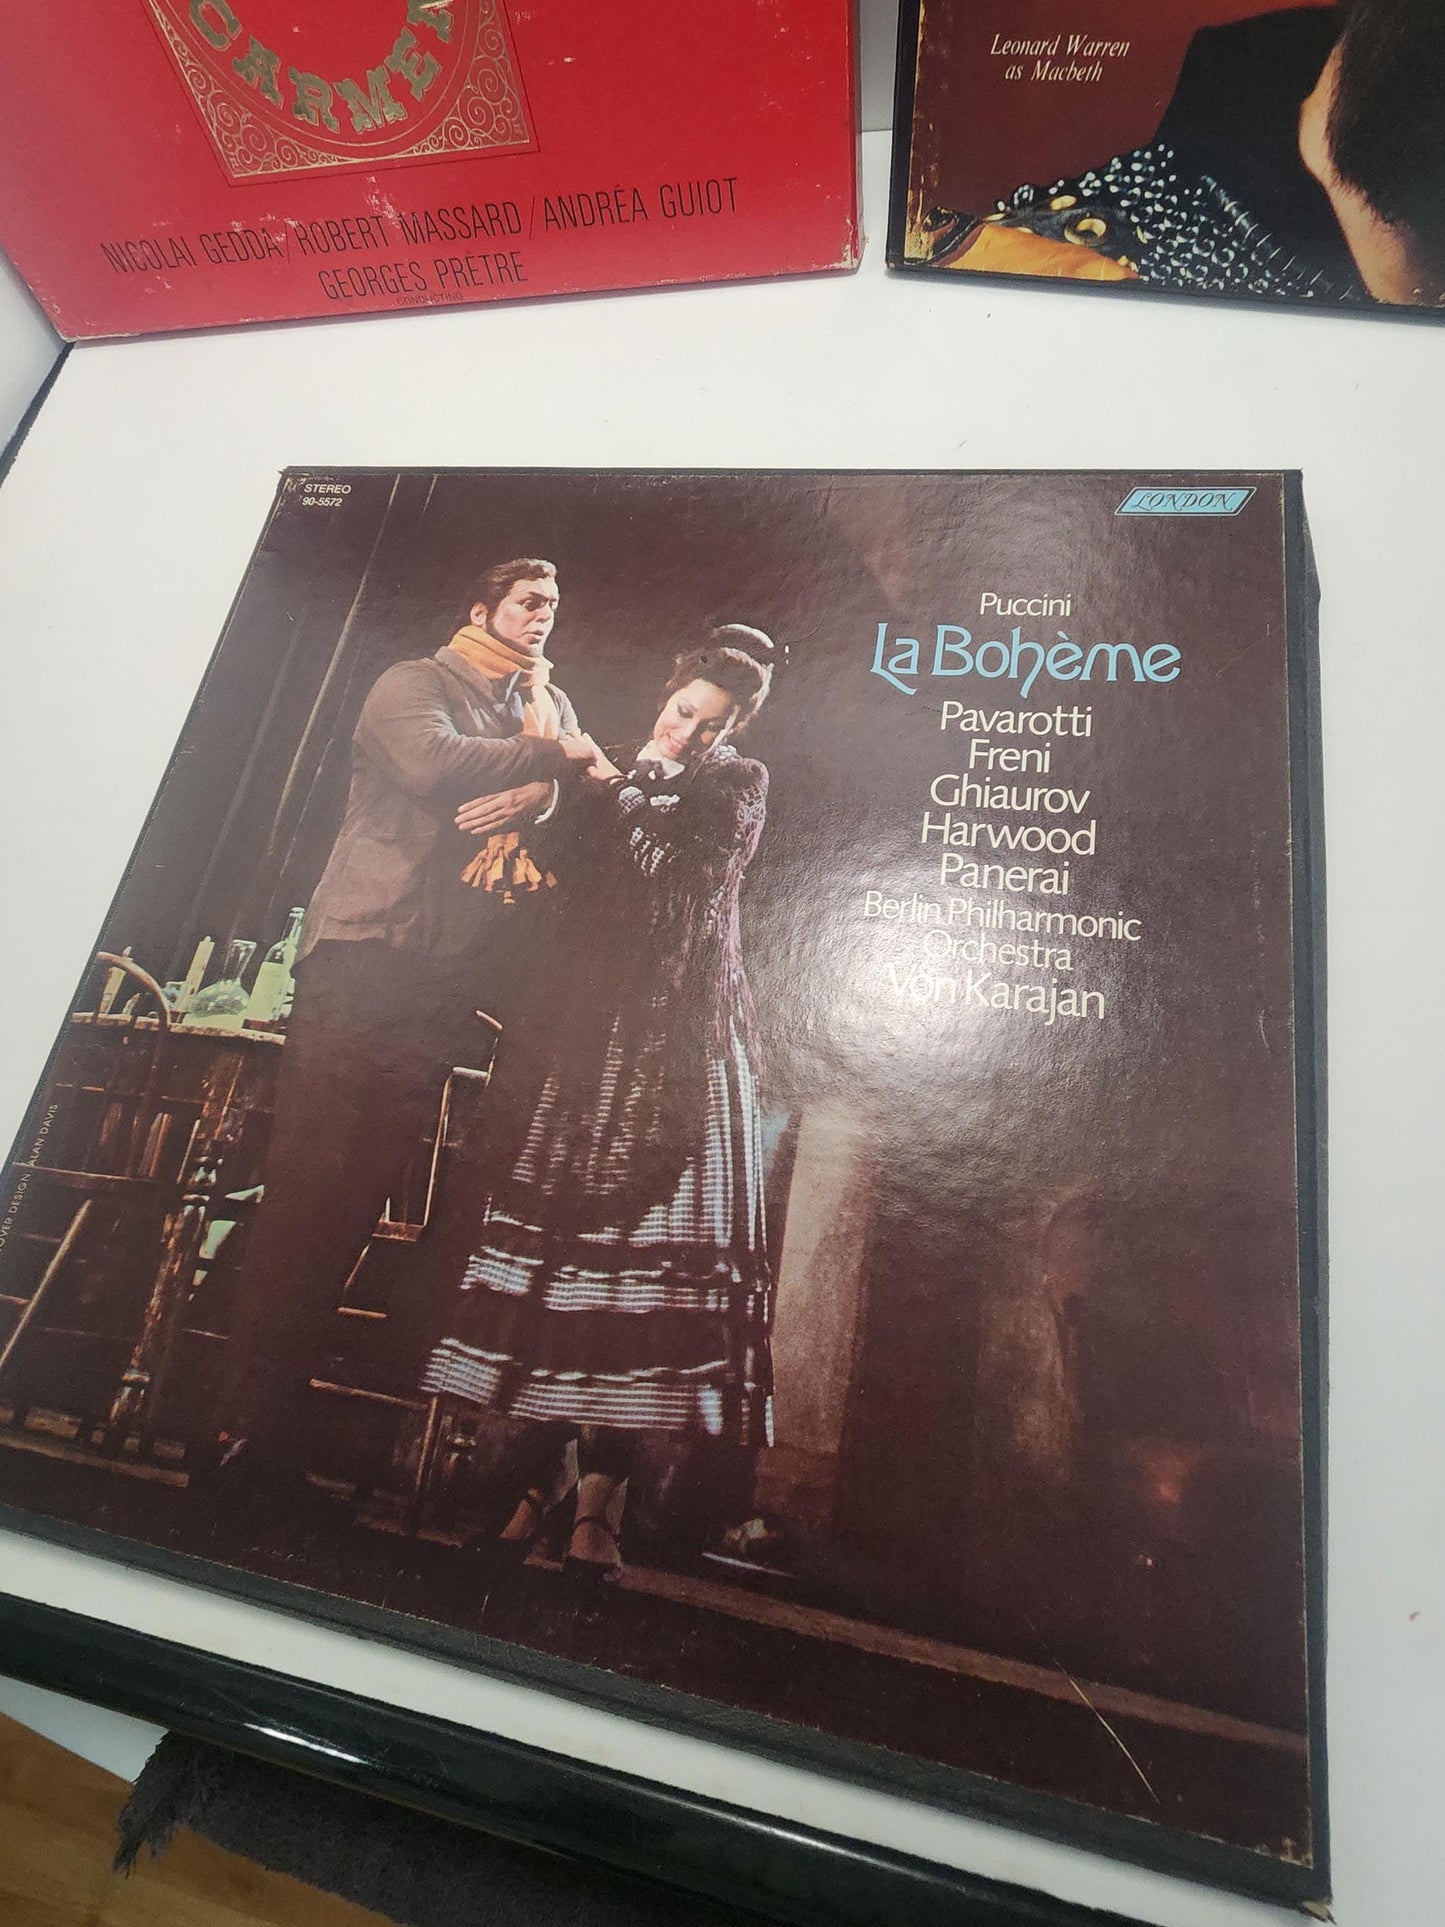 CARMEN
NICOLAI GEDDA/ROBERT MASSARD/ANDRÉA GUIOT
GEORGES PRÊTRE
CONDUCTING
Leonard Warren
as Macbeth
STEREO
90-5572
LONDON
Puccini
La Bohème
Pavarotti
Freni
Ghiaurov
Harwood
Panerai
Berlin Philharmonic
Orchestra
Von Karajan
DESIGN ALAN DAVIS